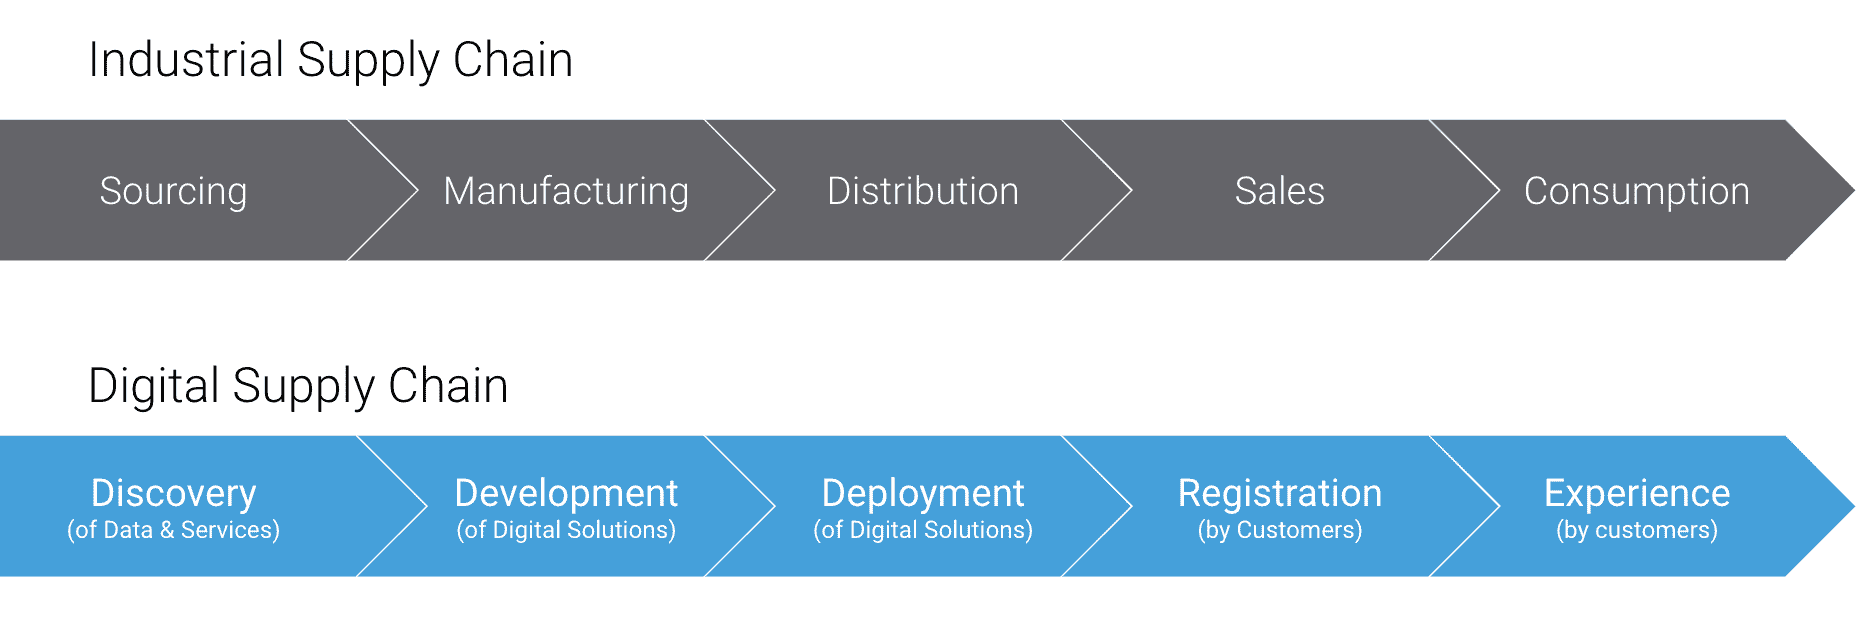 Industrial Supply Chain
Sourcing
Manufacturing
Distribution
Sales
Consumption
Digital Supply Chain
Discovery
(of Data & Services)
Development
(of Digital Solutions)
Deployment
(of Digital Solutions)
Registration
(by Customers)
Experience
(by customers)